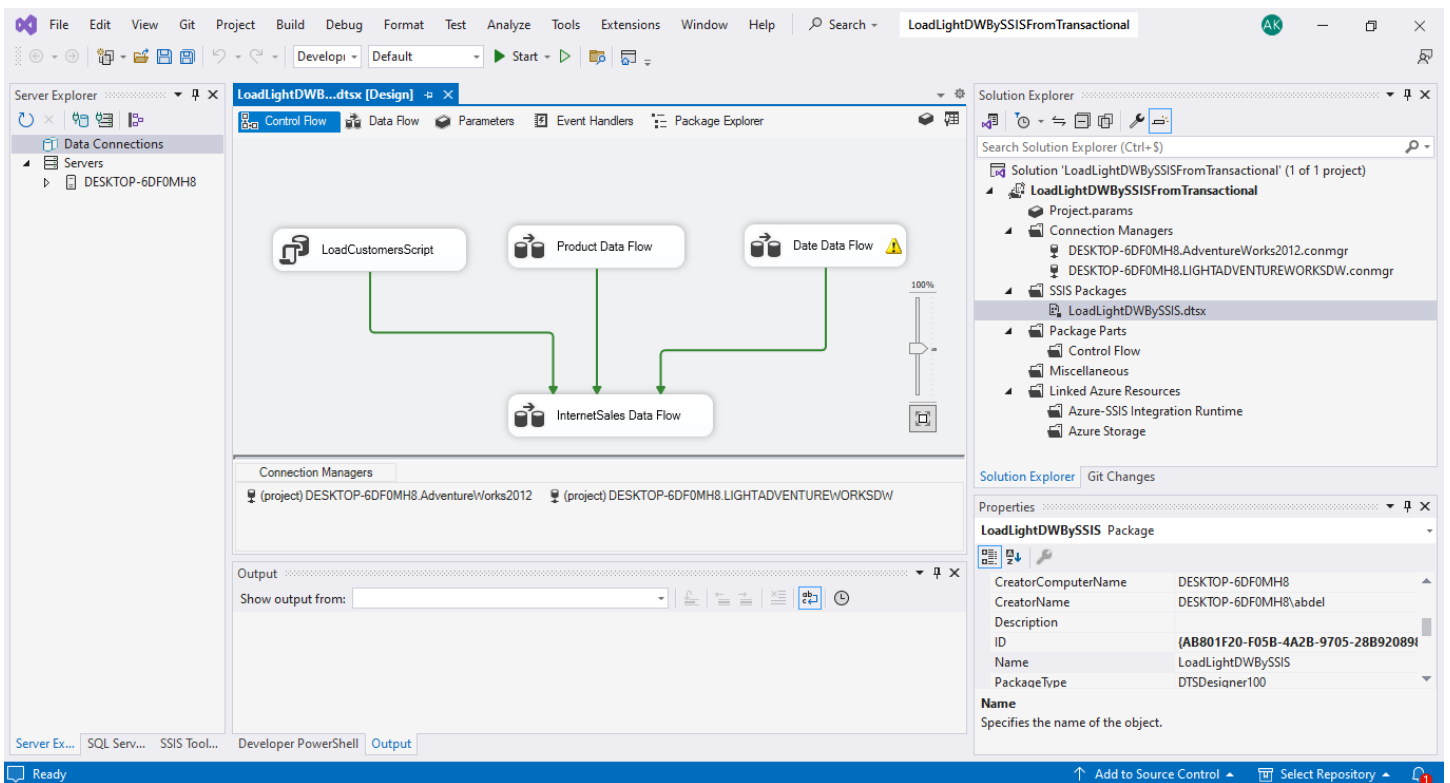 File Edit View Git Project Build Debug Format Test Analyze Tools Extensions Window Help Search LoadLightDWBySSISFromTransactional AK
Develop Default Start
Server Explorer
Data Connections
Servers
DESKTOP-6DF0MH8
LoadLightDWB...dtsx [Design]
Control Flow Data Flow Parameters Event Handlers Package Explorer
LoadCustomersScript
Product Data Flow
Date Data Flow
100%
InternetSales Data Flow
Connection Managers
(project) DESKTOP-6DF0MH8.AdventureWorks2012 (project) DESKTOP-6DF0MH8.LIGHTADVENTUREWORKSDW
Output
Show output from:
Solution Explorer
Search Solution Explorer (Ctrl+$)
Solution 'LoadLightDWBySSISFromTransactional' (1 of 1 project)
LoadLightDWBySSISFromTransactional
Project.params
Connection Managers
DESKTOP-6DF0MH8.AdventureWorks2012.conmgr
DESKTOP-6DF0MH8.LIGHTADVENTUREWORKSDW.conmgr
SSIS Packages
LoadLightDWBySSIS.dtsx
Package Parts
Control Flow
Miscellaneous
Linked Azure Resources
Azure-SSIS Integration Runtime
Azure Storage
Solution Explorer Git Changes
Properties
LoadLightDWBySSIS Package
CreatorComputerName DESKTOP-6DF0MH8
CreatorName DESKTOP-6DF0MH8\abdel
Description
ID {AB801F20-F05B-4A2B-9705-28B92089
Name LoadLightDWBySSIS
PackageType DTSDesigner100
Name
Specifies the name of the object.
Server Ex... SQL Serv... SSIS Tool... Developer PowerShell Output
Ready Add to Source Control Select Repository 1